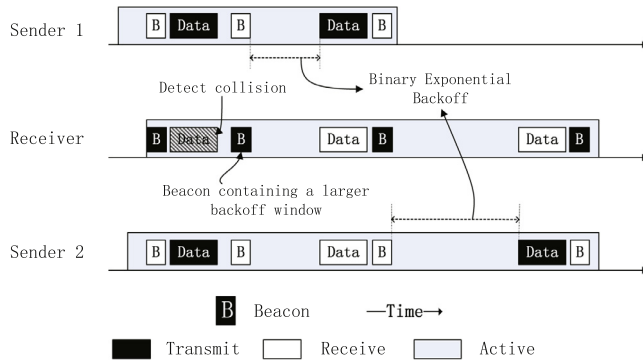 Sender 1
B Data B Data B
Detect collision
Binary Exponential
Backoff
Receiver
B Data B Data B Data B
Beacon containing a larger
backoff window
Sender 2
B Data B Data B Data B
B Beacon —Time→
Transmit Receive Active